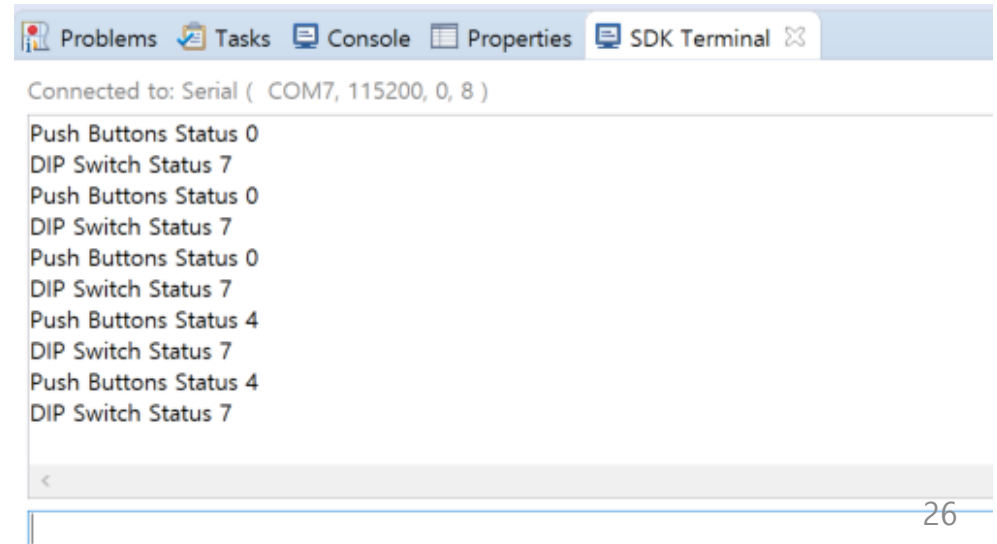 Problems Tasks Console Properties SDK Terminal
Connected to: Serial ( COM7, 115200, 0, 8 )
Push Buttons Status 0
DIP Switch Status 7
Push Buttons Status 0
DIP Switch Status 7
Push Buttons Status 0
DIP Switch Status 7
Push Buttons Status 4
DIP Switch Status 7
Push Buttons Status 4
DIP Switch Status 7
26